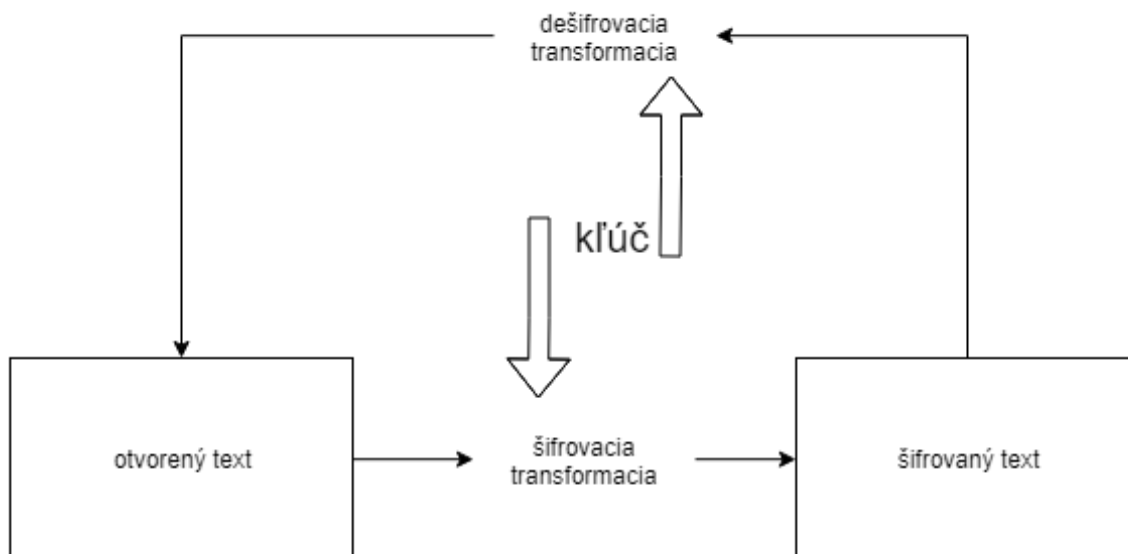 dešifrovacia
transformacia
kľúč
otvorený text
šifrovacia
transformacia
šifrovaný text